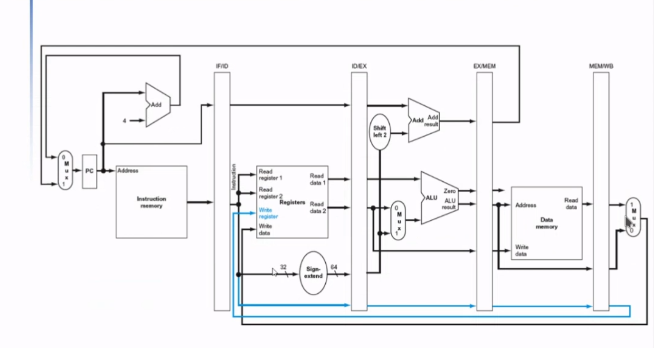 IF/ID
ID/EX
EX/MEM
MEM/WB
Add
4
0
M
u
x
1
PC
Address
Instruction
memory
Instruction
Read
register 1
Read
register 2
Write
register
Write
data
Registers
Read
data 1
Read
data 2
32
Sign-
extend
64
Shift
left 2
Add
Add
result
0
M
u
x
1
ALU
Zero
ALU
result
Address
Read
data
Data
memory
Write
data
1
M
u
0